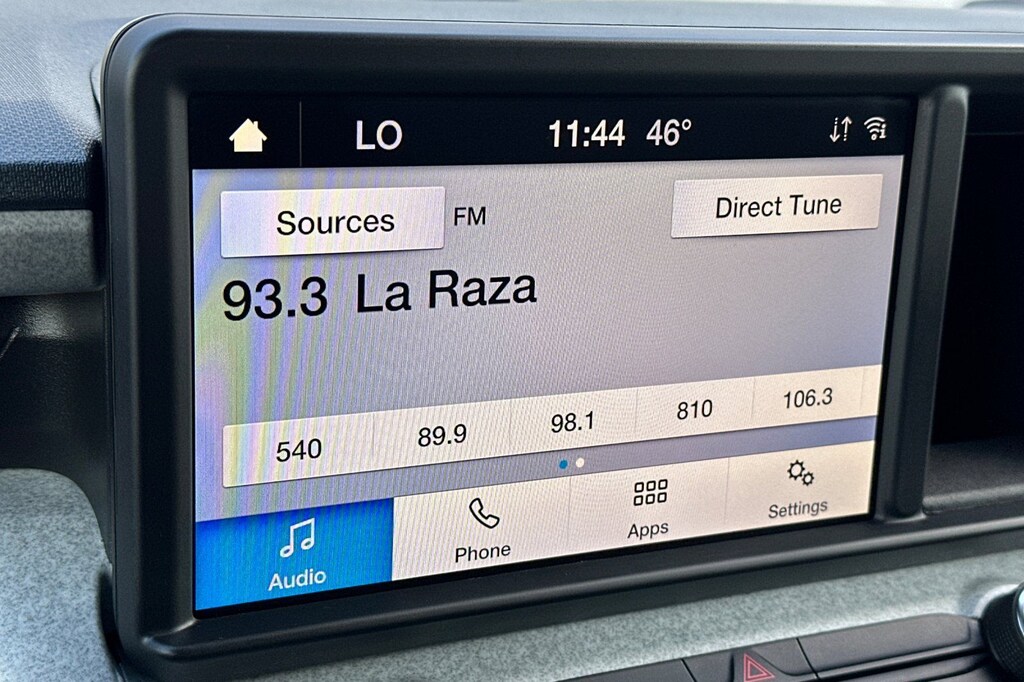 LO 11:44 46°
Sources FM Direct Tune
93.3 La Raza
540 89.9 98.1 810 106.3
Audio Phone Apps Settings